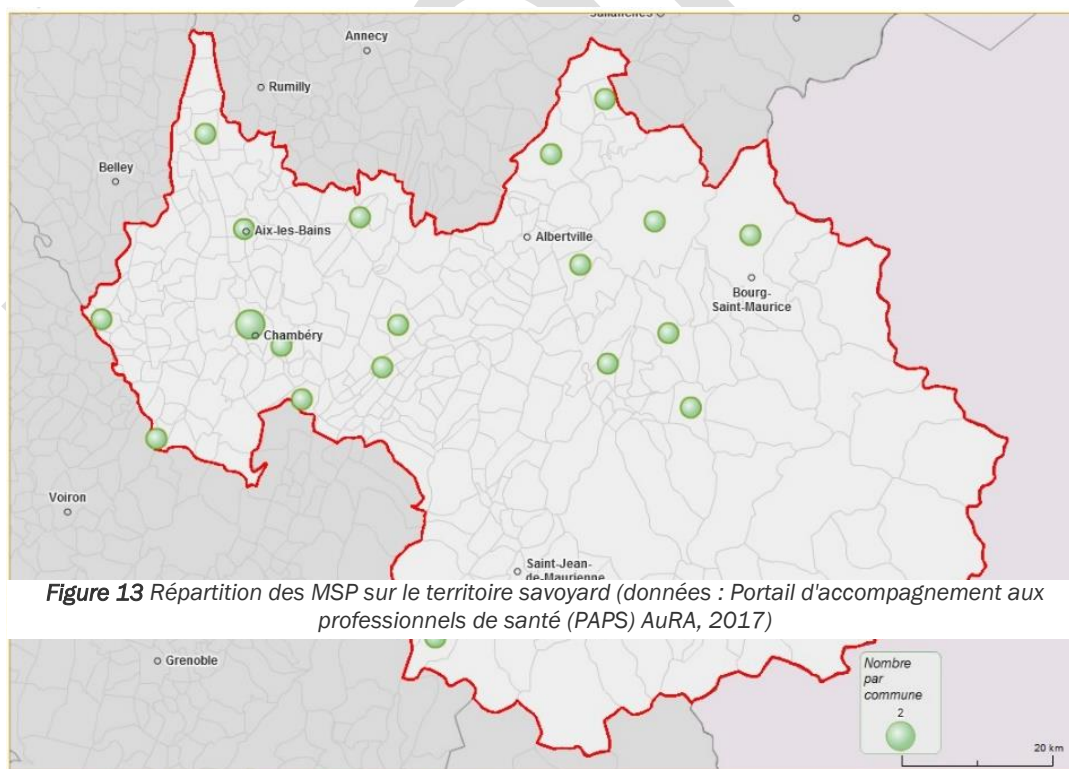 Sallanches
Annecy
Rumilly
Belley
Aix-les-Bains
Albertville
Bourg-
Saint-Maurice
Chambéry
Voiron
Saint-Jean-
de-Maurienne
Figure 13 Répartition des MSP sur le territoire savoyard (données : Portail d'accompagnement aux
professionnels de santé (PAPS) AuRA, 2017)
Grenoble
Nombre
par
commune
2
20 km